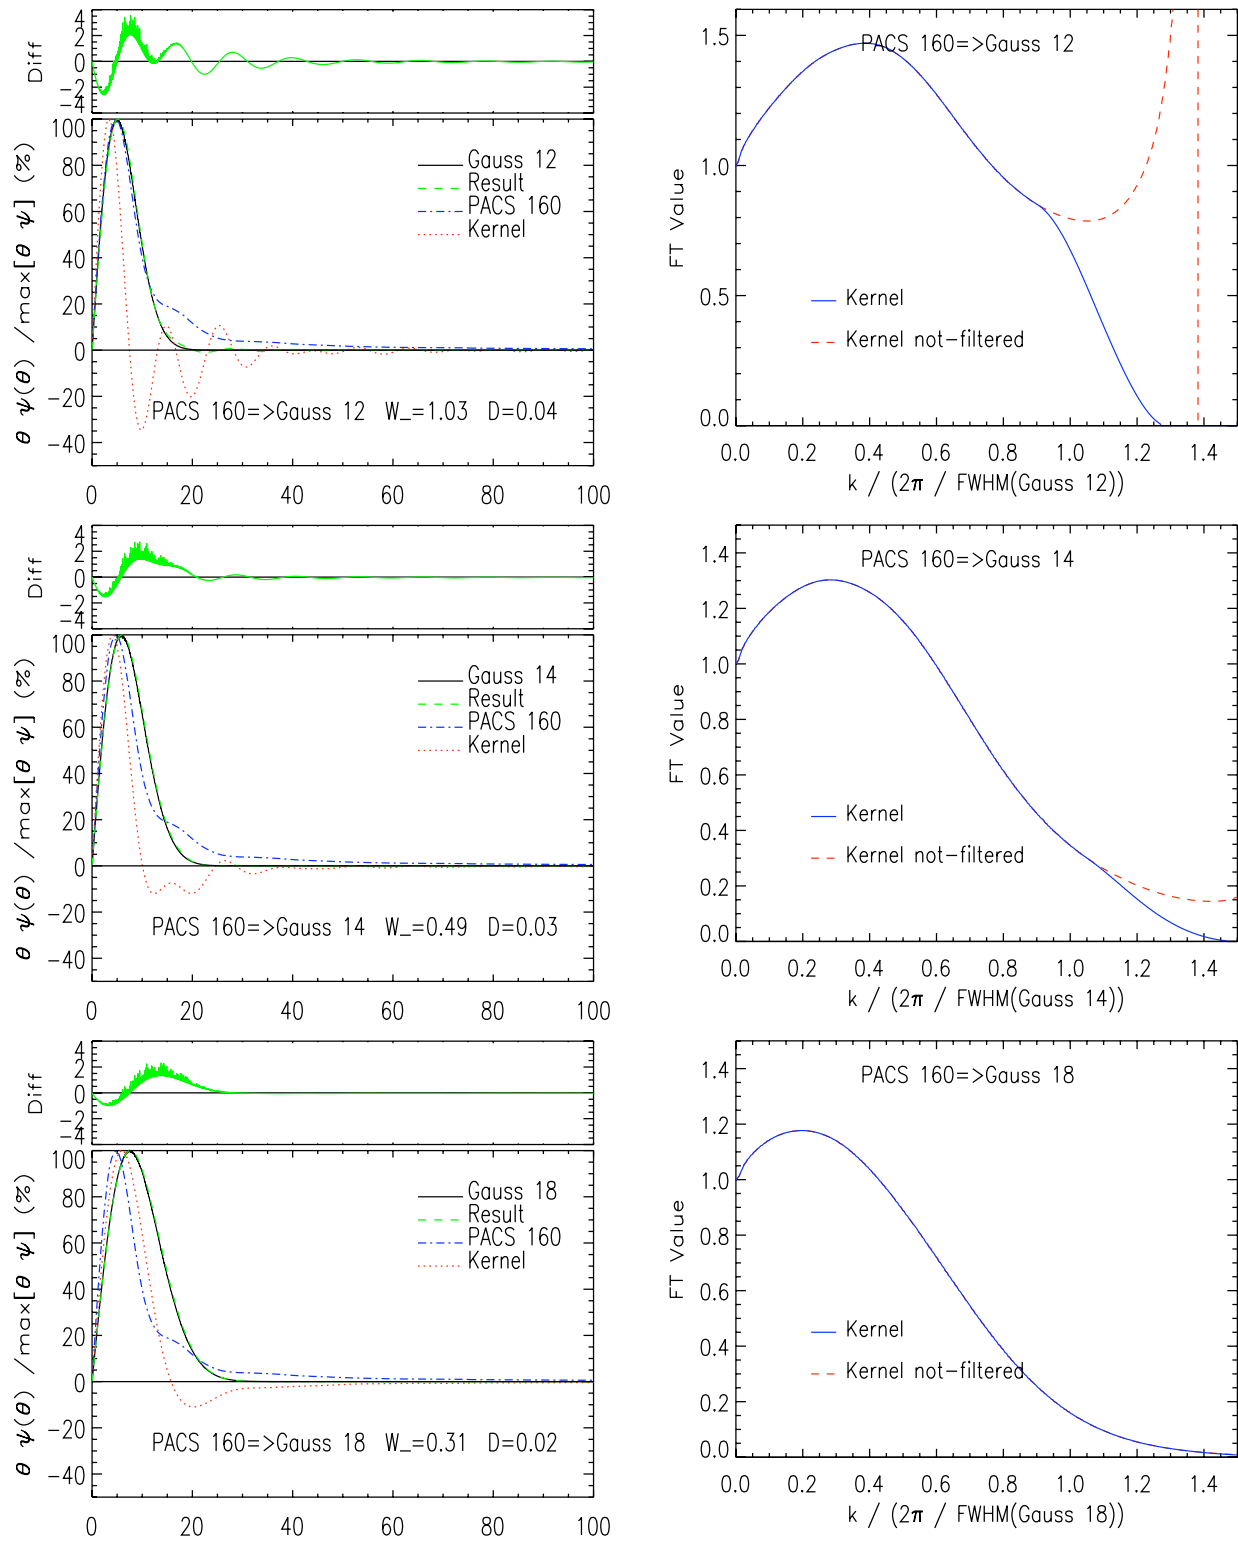 Diff
4
2
0
-2
-4
θ ψ(θ) /max[θ ψ] (%)
100
80
60
40
20
0
-20
-40
Gauss 12
Result
PACS 160
Kernel
PACS 160=>Gauss 12 W_=1.03 D=0.04
0 20 40 60 80 100
PACS 160=>Gauss 12
FT Value
1.5
1.0
0.5
0.0
Kernel
Kernel not-filtered
0.0 0.2 0.4 0.6 0.8 1.0 1.2 1.4
k / (2π / FWHM(Gauss 12))
Diff
4
2
0
-2
-4
θ ψ(θ) /max[θ ψ] (%)
100
80
60
40
20
0
-20
-40
Gauss 14
Result
PACS 160
Kernel
PACS 160=>Gauss 14 W_=0.49 D=0.03
0 20 40 60 80 100
PACS 160=>Gauss 14
FT Value
1.4
1.2
1.0
0.8
0.6
0.4
0.2
0.0
Kernel
Kernel not-filtered
0.0 0.2 0.4 0.6 0.8 1.0 1.2 1.4
k / (2π / FWHM(Gauss 14))
Diff
4
2
0
-2
-4
θ ψ(θ) /max[θ ψ] (%)
100
80
60
40
20
0
-20
-40
Gauss 18
Result
PACS 160
Kernel
PACS 160=>Gauss 18 W_=0.31 D=0.02
0 20 40 60 80 100
PACS 160=>Gauss 18
FT Value
1.4
1.2
1.0
0.8
0.6
0.4
0.2
0.0
Kernel
Kernel not-filtered
0.0 0.2 0.4 0.6 0.8 1.0 1.2 1.4
k / (2π / FWHM(Gauss 18))